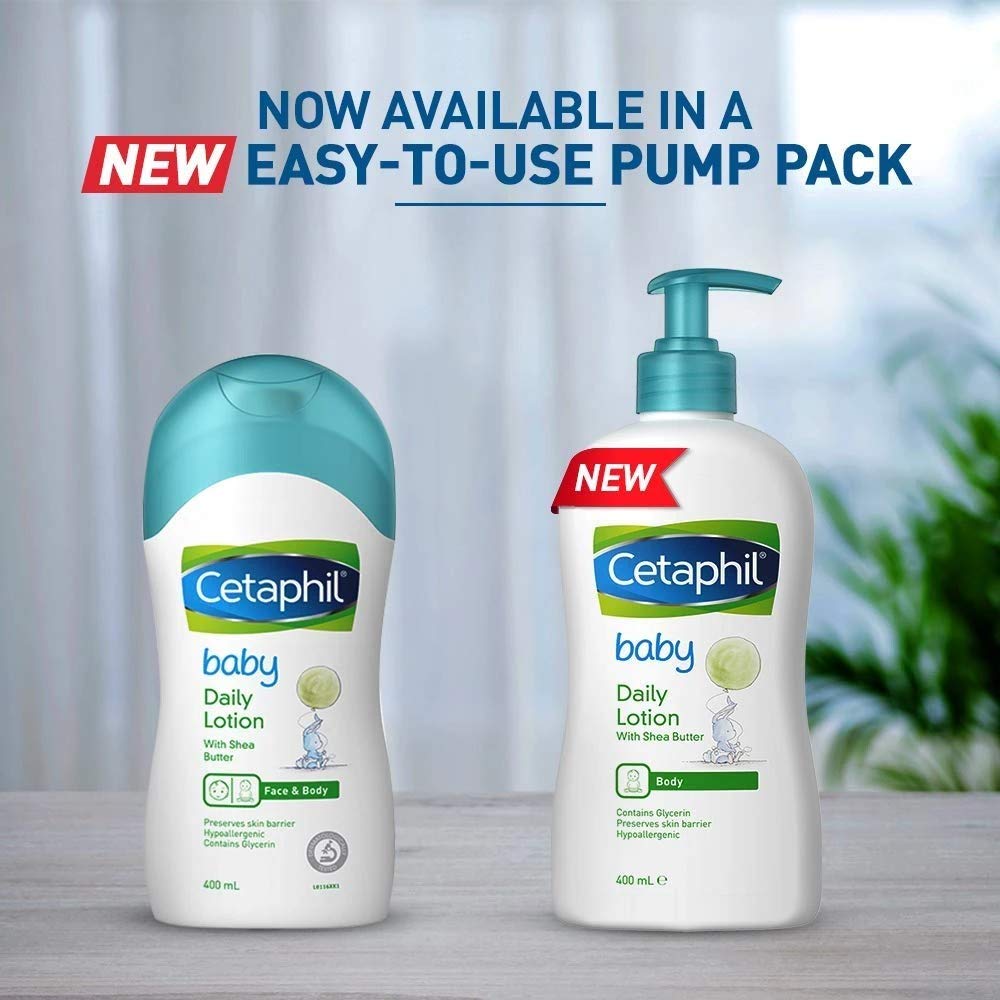 NOW AVAILABLE IN A
NEW EASY-TO-USE PUMP PACK
Cetaphil®
baby
Daily
Lotion
With Shea
Butter
Face & Body
Preserves skin barrier
Hypoallergenic
Contains Glycerin
400 mL
NEW
Cetaphil®
baby
Daily
Lotion
With Shea Butter
Body
Contains Glycerin
Preserves skin barrier
Hypoallergenic
400 mL ℮